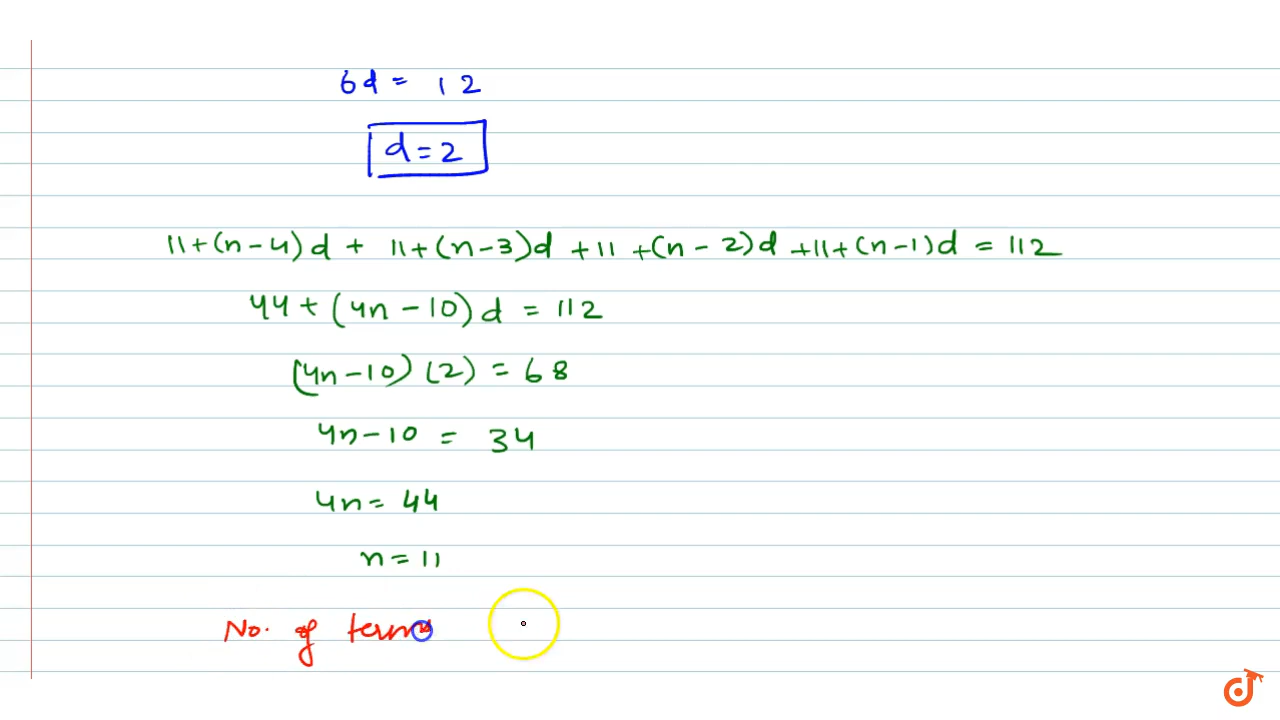 6d = 12
d = 2
11+(n-4)d + 11+(n-3)d +11 +(n-2)d +11+(n-1)d = 112
44+(4n-10)d = 112
(4n-10)(2) = 68
4n-10 = 34
4n = 44
n = 11
No. of terms